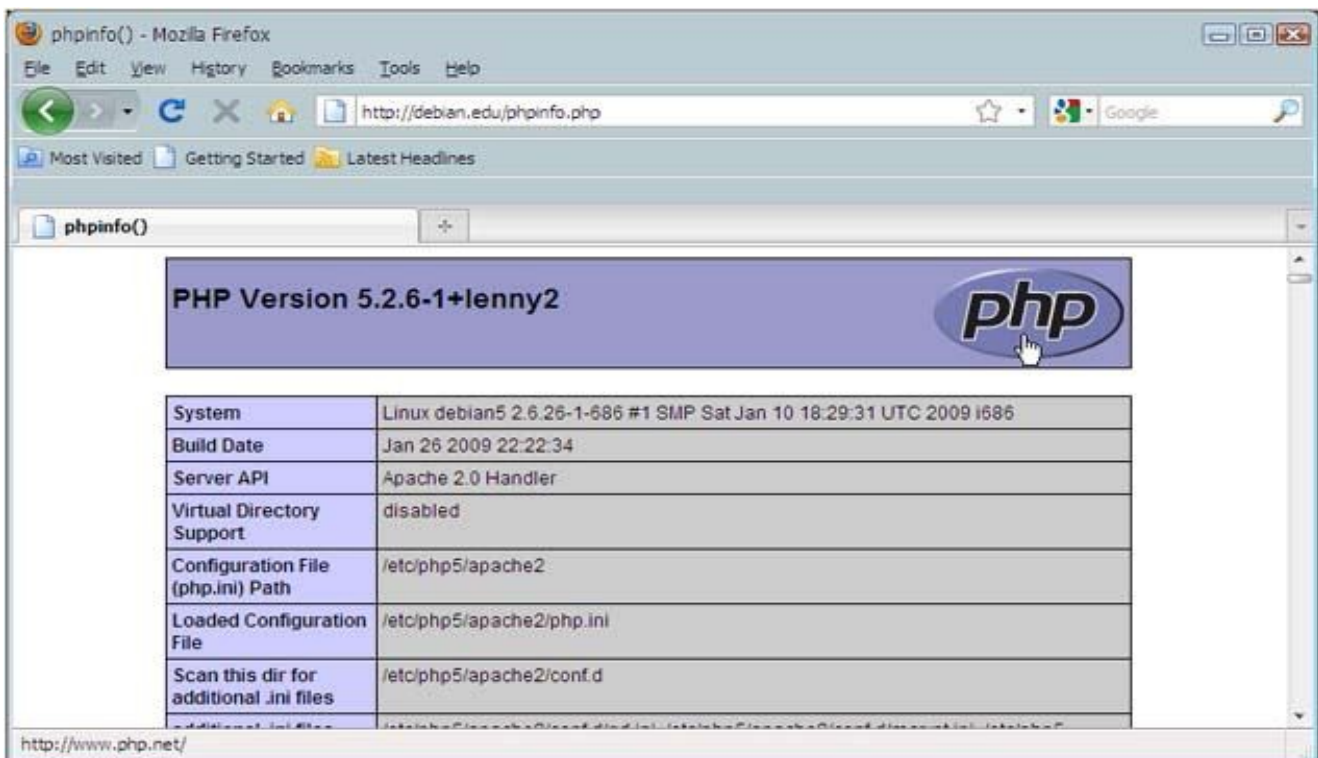 phpinfo() - Mozilla Firefox
File Edit View History Bookmarks Tools Help
http://debian.edu/phpinfo.php
Google
Most Visited Getting Started Latest Headlines
phpinfo()
PHP Version 5.2.6-1+lenny2
php
System Linux debian5 2.6.26-1-686 #1 SMP Sat Jan 10 18:29:31 UTC 2009 i686
Build Date Jan 26 2009 22:22:34
Server API Apache 2.0 Handler
Virtual Directory disabled
Support
Configuration File /etc/php5/apache2
(php.ini) Path
Loaded Configuration /etc/php5/apache2/php.ini
File
Scan this dir for /etc/php5/apache2/conf.d
additional .ini files
additional .ini files
http://www.php.net/